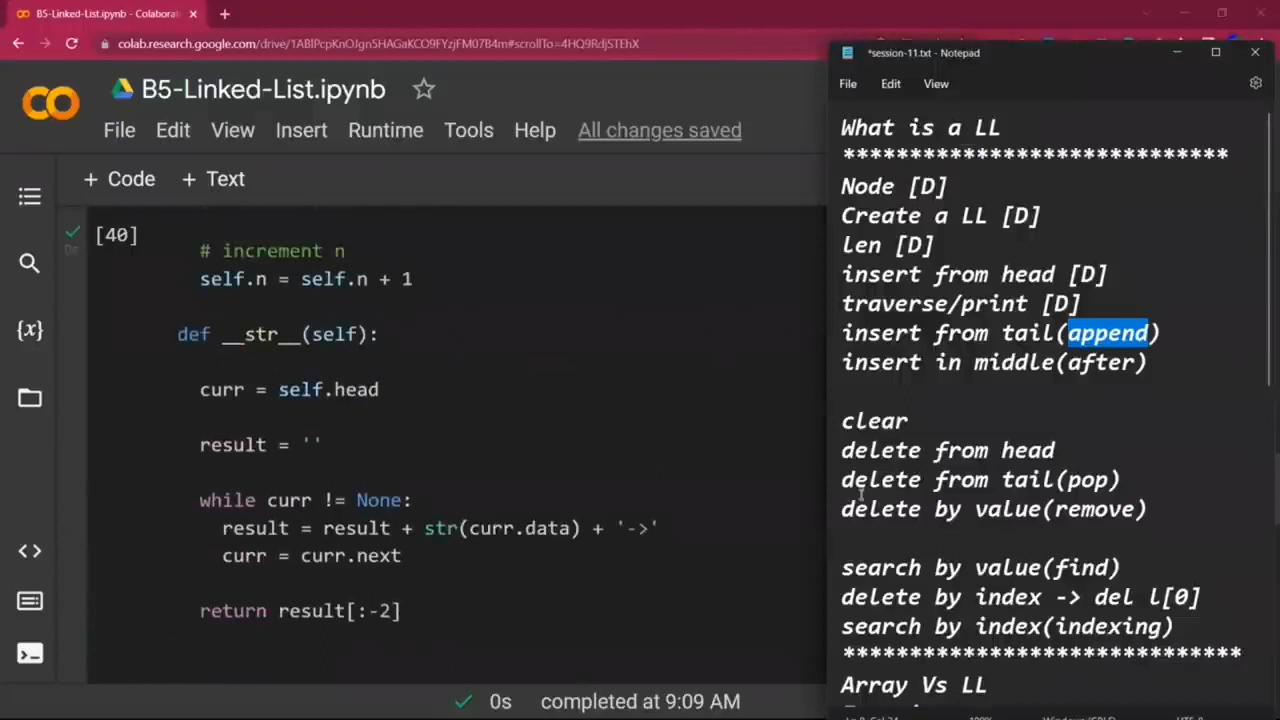 B5-Linked-List.ipynb - Colaborat
colab.research.google.com/drive/1ABlPcpKnOJgn5HAGaKCO9FYzjFM07B4m#scrollTo=4HQ9RdjSTEhX
B5-Linked-List.ipynb
File Edit View Insert Runtime Tools Help All changes saved
+ Code + Text
[40]
# increment n
self.n = self.n + 1
def __str__(self):
curr = self.head
result = ''
while curr != None:
result = result + str(curr.data) + '->'
curr = curr.next
return result[:-2]
0s completed at 9:09 AM
*session-11.txt - Notepad
File Edit View
What is a LL
*****************************
Node [D]
Create a LL [D]
len [D]
insert from head [D]
traverse/print [D]
insert from tail(append)
insert in middle(after)
clear
delete from head
delete from tail(pop)
delete by value(remove)
search by value(find)
delete by index -> del l[0]
search by index(indexing)
******************************
Array Vs LL